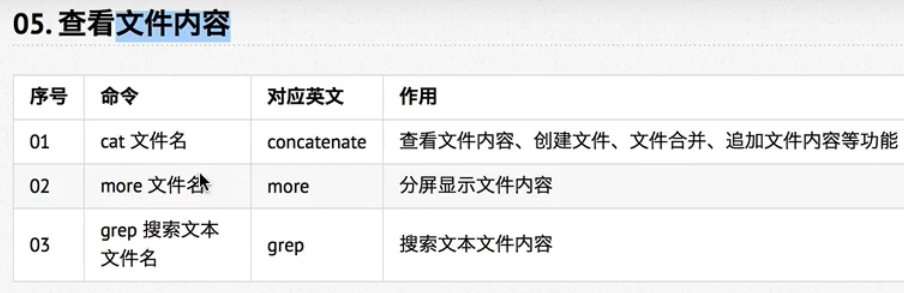 05. 查看文件内容
序号 命令 对应英文 作用
01 cat 文件名 concatenate 查看文件内容、创建文件、文件合并、追加文件内容等功能
02 more 文件名 more 分屏显示文件内容
03 grep 搜索文本 文件名 grep 搜索文本文件内容